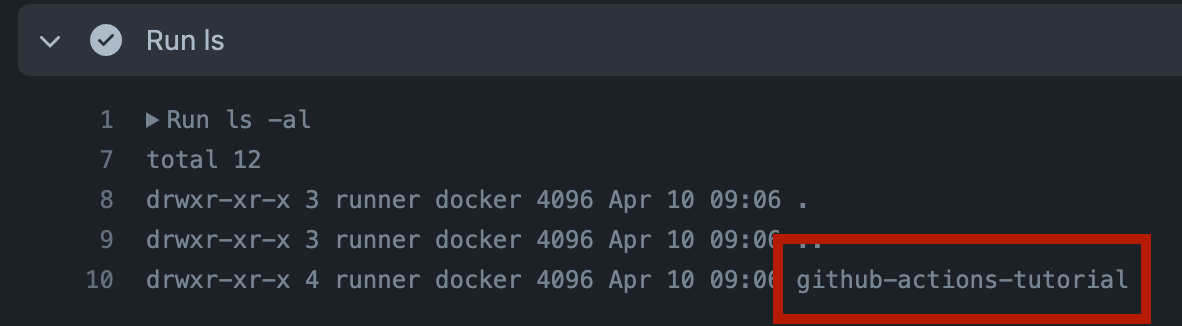 Run ls
1 Run ls -al
7 total 12
8 drwxr-xr-x 3 runner docker 4096 Apr 10 09:06 .
9 drwxr-xr-x 3 runner docker 4096 Apr 10 09:06 ..
10 drwxr-xr-x 4 runner docker 4096 Apr 10 09:06 github-actions-tutorial